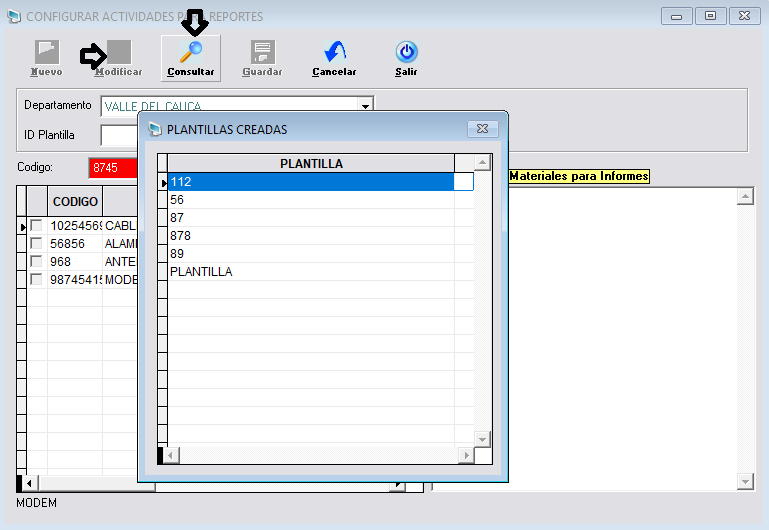 CONFIGURAR ACTIVIDADES PARA REPORTES
Nuevo Modificar Consultar Guardar Cancelar Salir
Departamento VALLE DEL CAUCA
ID Plantilla
PLANTILLAS CREADAS
Codigo: 8745
Materiales para Informes
PLANTILLA
112
56
87
878
89
PLANTILLA
CODIGO
10254569 CABL
56856 ALAM
968 ANTE
98745415 MODE
MODEM